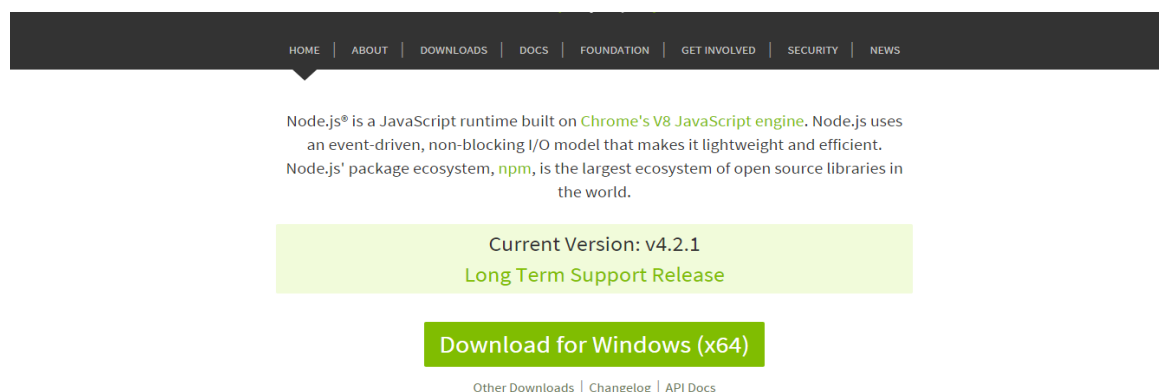 HOME | ABOUT | DOWNLOADS | DOCS | FOUNDATION | GET INVOLVED | SECURITY | NEWS
Node.js® is a JavaScript runtime built on Chrome's V8 JavaScript engine. Node.js uses
an event-driven, non-blocking I/O model that makes it lightweight and efficient.
Node.js' package ecosystem, npm, is the largest ecosystem of open source libraries in
the world.
Current Version: v4.2.1
Long Term Support Release
Download for Windows (x64)
Other Downloads | Changelog | API Docs